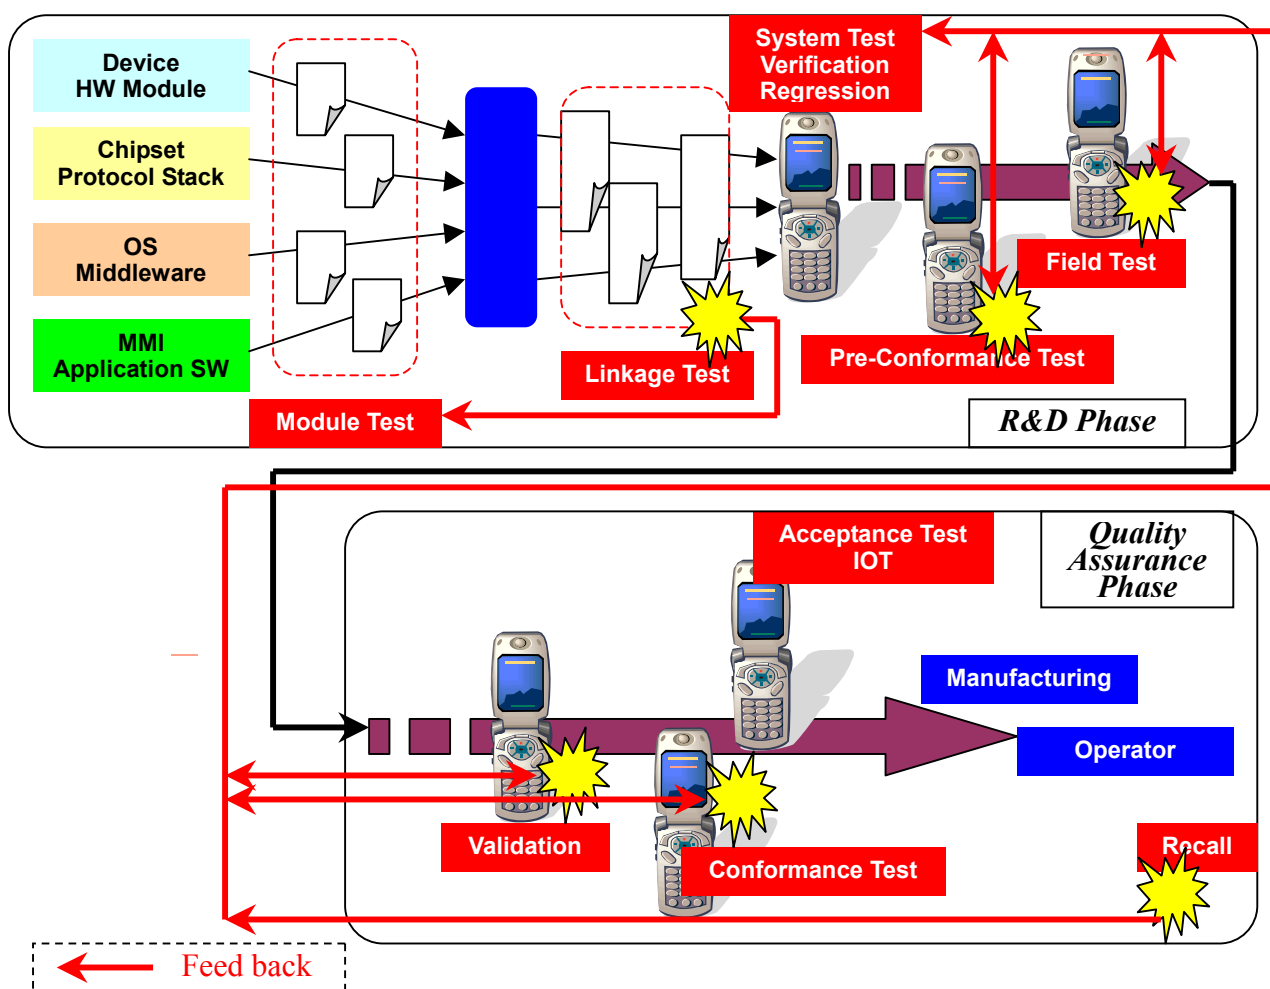 Device
HW Module
Chipset
Protocol Stack
OS
Middleware
MMI
Application SW
Module Test
Linkage Test
System Test
Verification
Regression
Pre-Conformance Test
Field Test
R&D Phase
Quality
Assurance
Phase
Acceptance Test
IOT
Manufacturing
Operator
Validation
Conformance Test
Recall
Feed back